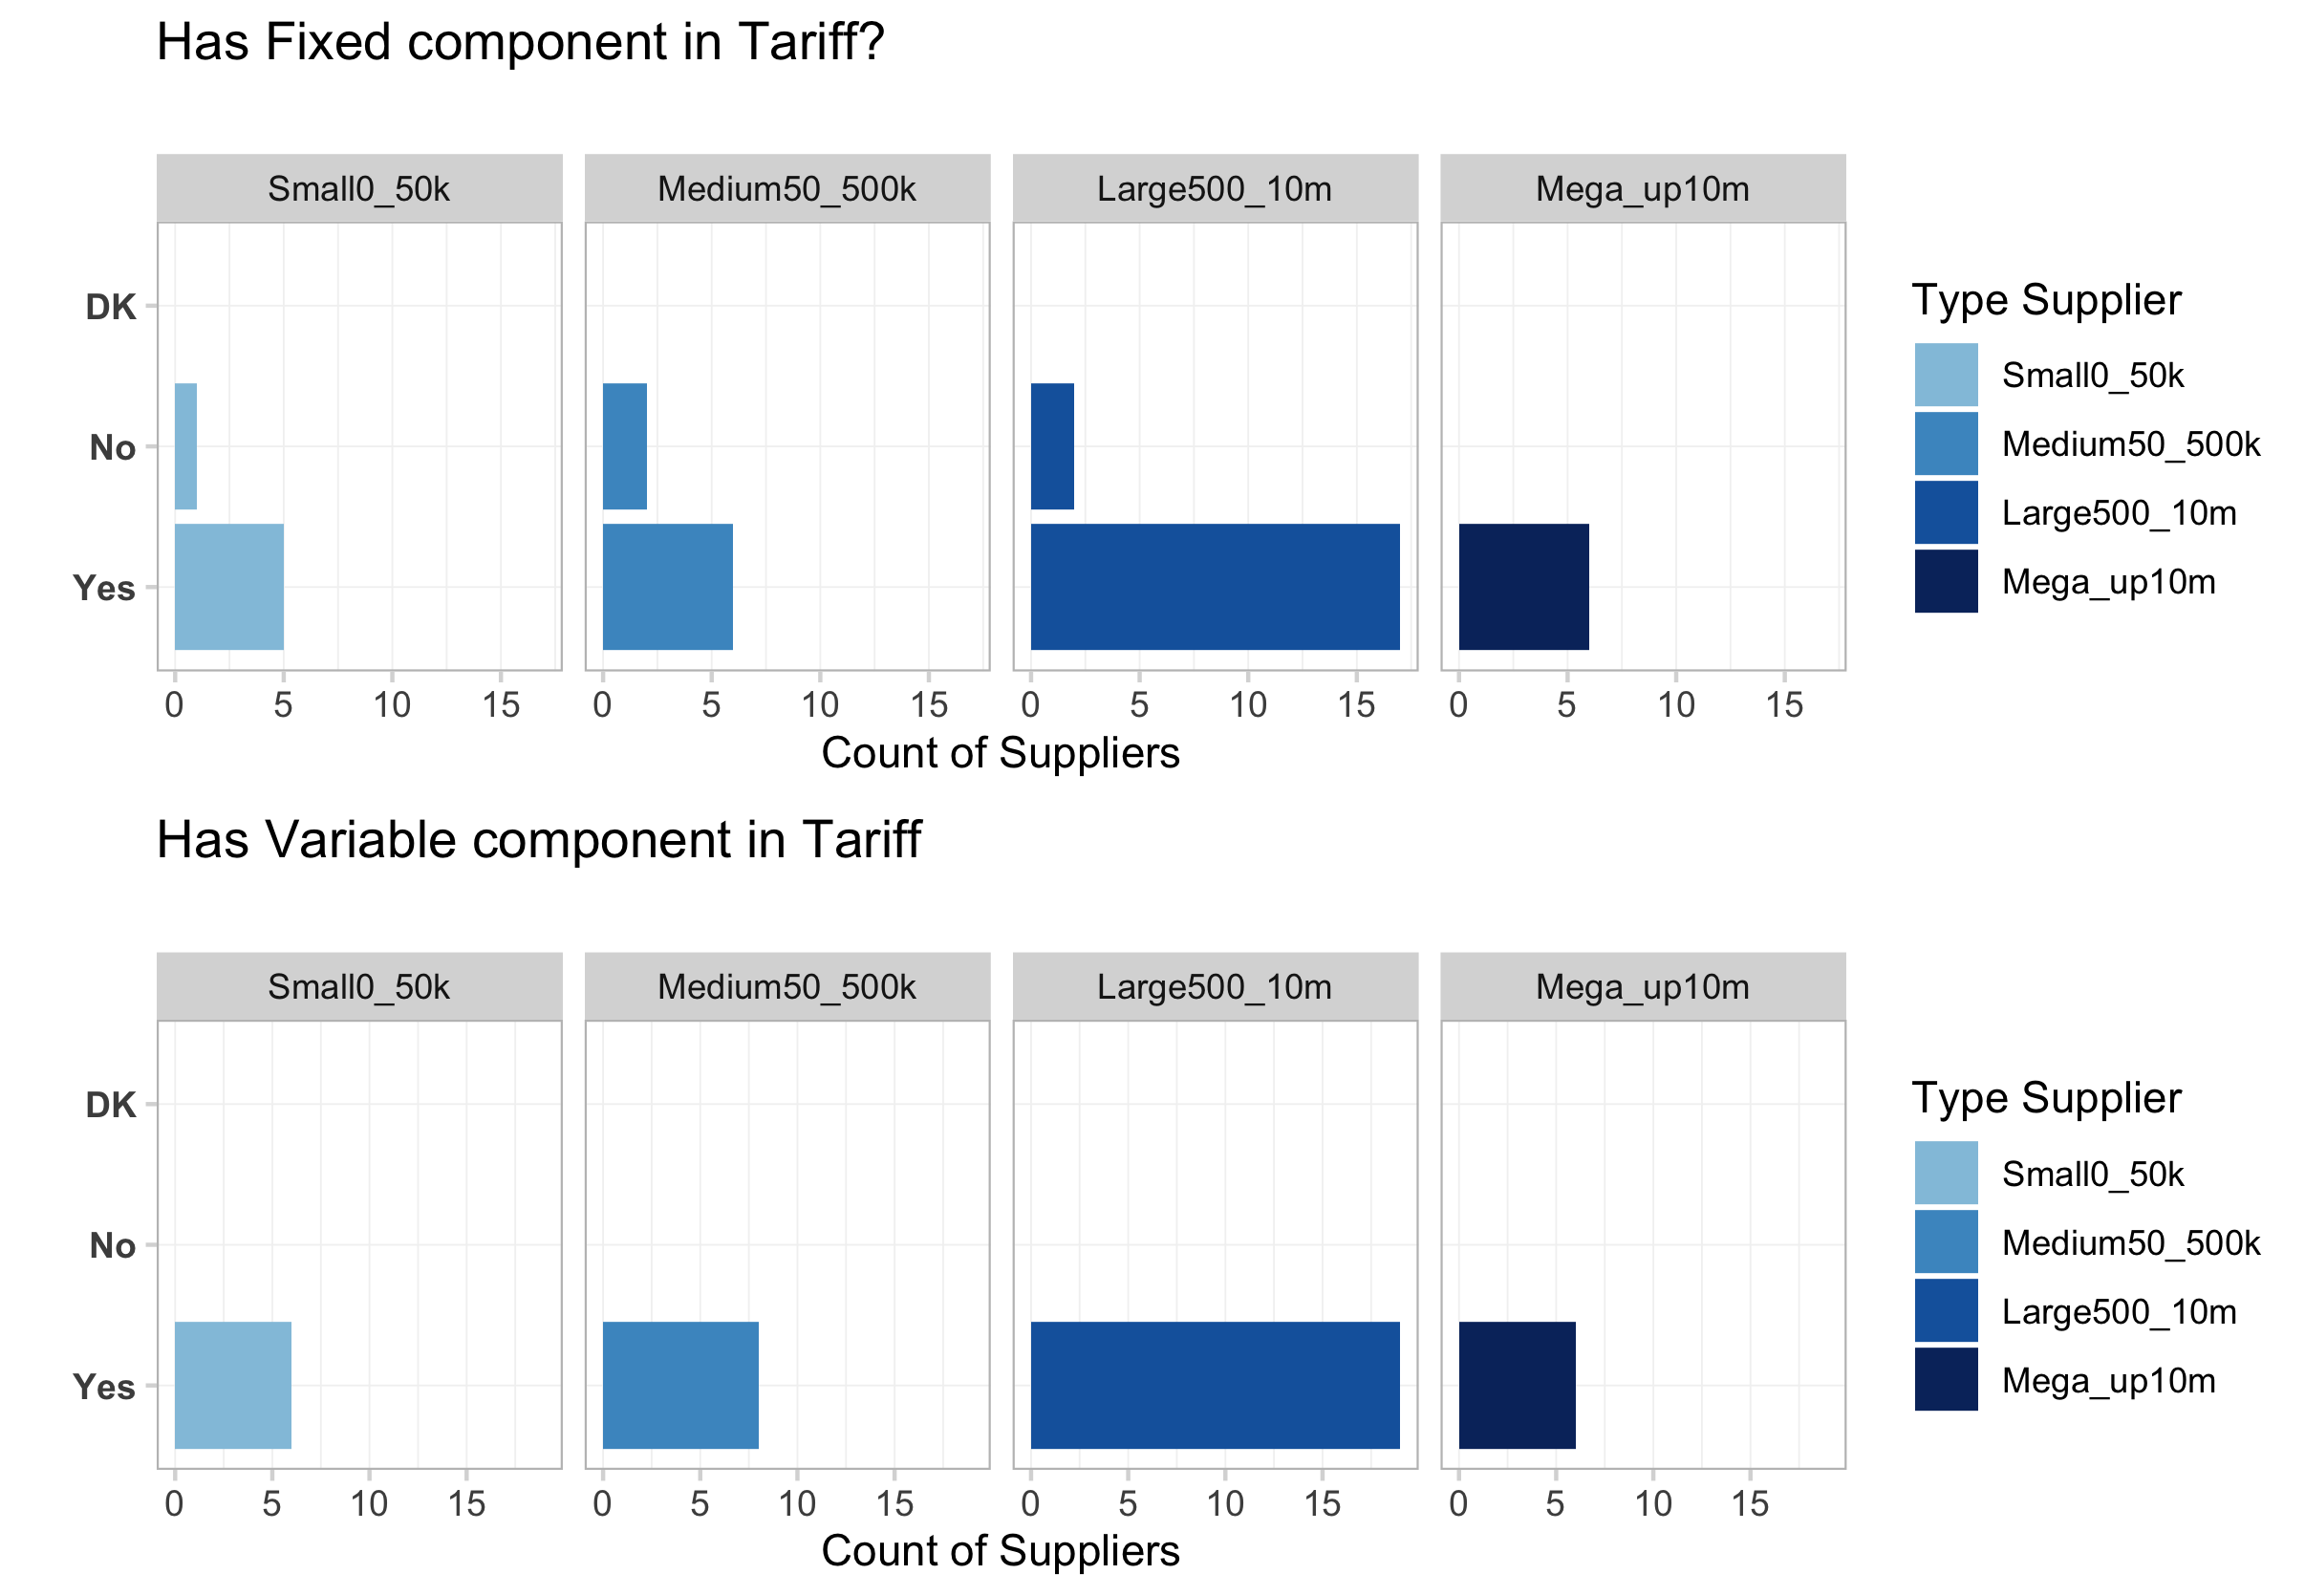 Has Fixed component in Tariff?
Small0_50k Medium50_500k Large500_10m Mega_up10m
DK
No
Yes
0 5 10 15 0 5 10 15 0 5 10 15 0 5 10 15
Count of Suppliers
Type Supplier
Small0_50k
Medium50_500k
Large500_10m
Mega_up10m
Has Variable component in Tariff
Small0_50k Medium50_500k Large500_10m Mega_up10m
DK
No
Yes
0 5 10 15 0 5 10 15 0 5 10 15 0 5 10 15
Count of Suppliers
Type Supplier
Small0_50k
Medium50_500k
Large500_10m
Mega_up10m